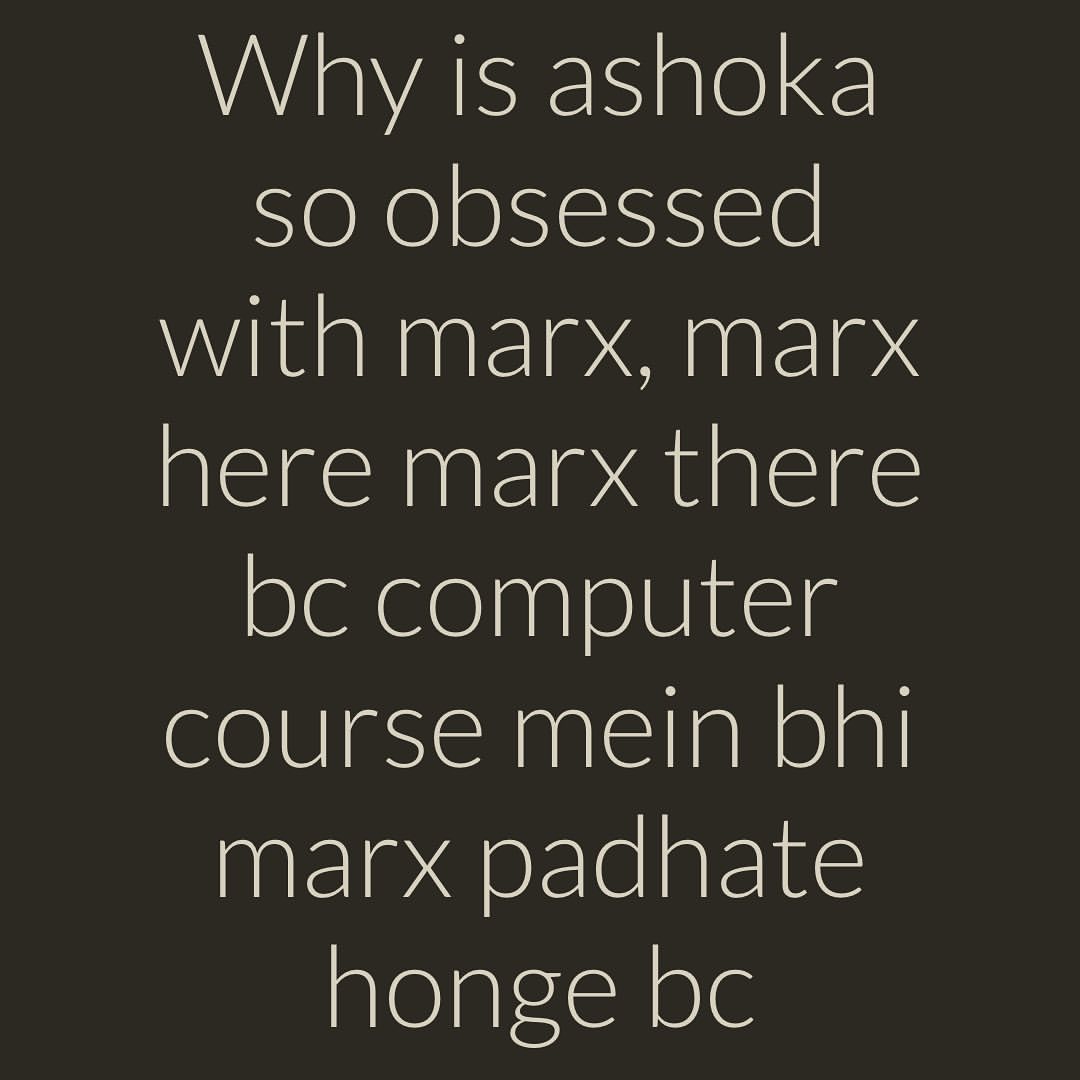 Why is ashoka
so obsessed
with marx, marx
here marx there
bc computer
course mein bhi
marx padhate
honge bc